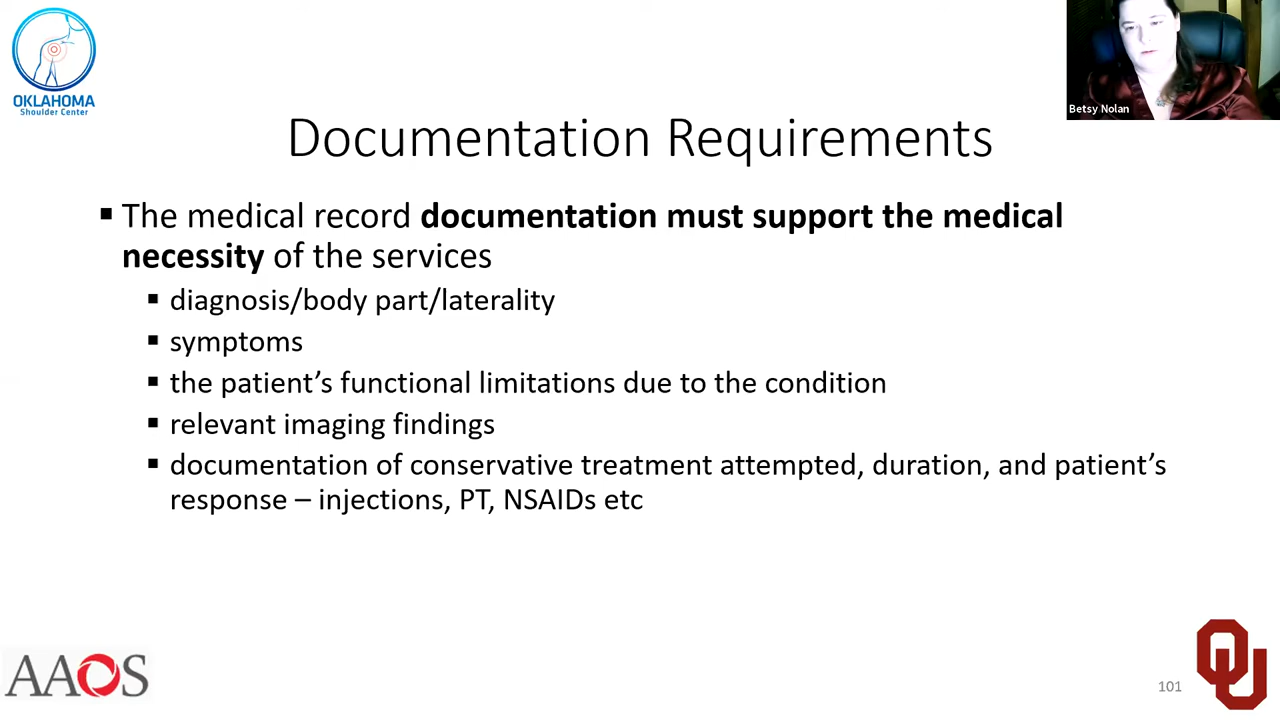 OKLAHOMA
Shoulder Center
Betsy Nolan
Documentation Requirements
▪ The medical record documentation must support the medical
necessity of the services
▪ diagnosis/body part/laterality
▪ symptoms
▪ the patient’s functional limitations due to the condition
▪ relevant imaging findings
▪ documentation of conservative treatment attempted, duration, and patient’s
response – injections, PT, NSAIDs etc
AAOS
101
OU